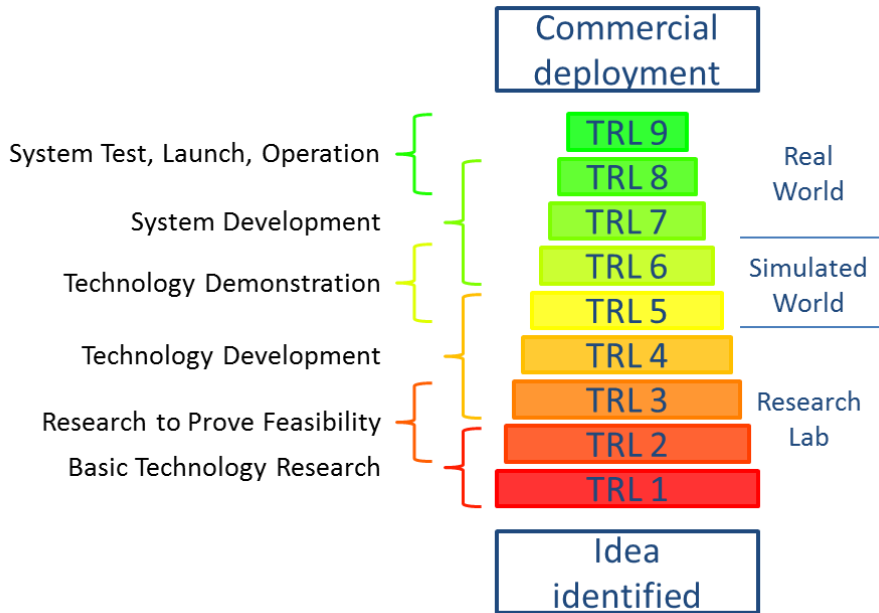 Commercial
deployment
System Test, Launch, Operation
System Development
Technology Demonstration
Technology Development
Research to Prove Feasibility
Basic Technology Research
TRL 9
TRL 8
TRL 7
TRL 6
TRL 5
TRL 4
TRL 3
TRL 2
TRL 1
Real
World
Simulated
World
Research
Lab
Idea
identified